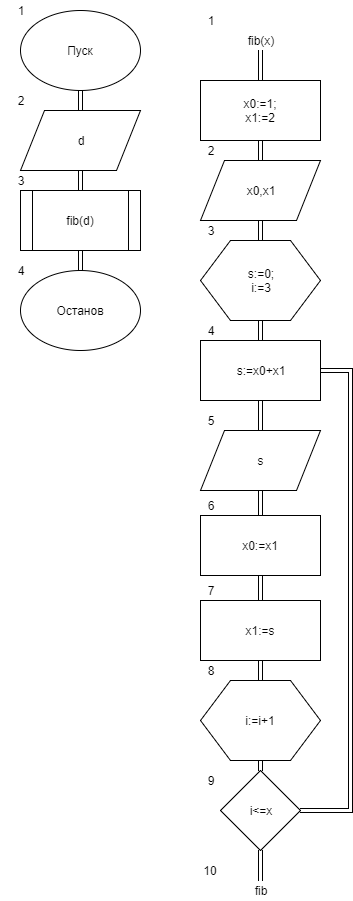 1
Пуск
2
d
3
fib(d)
4
Останов
1
fib(x)
x0:=1;
x1:=2
2
x0,x1
3
s:=0;
i:=3
4
s:=x0+x1
5
s
6
x0:=x1
7
x1:=s
8
i:=i+1
9
i<=x
10
fib